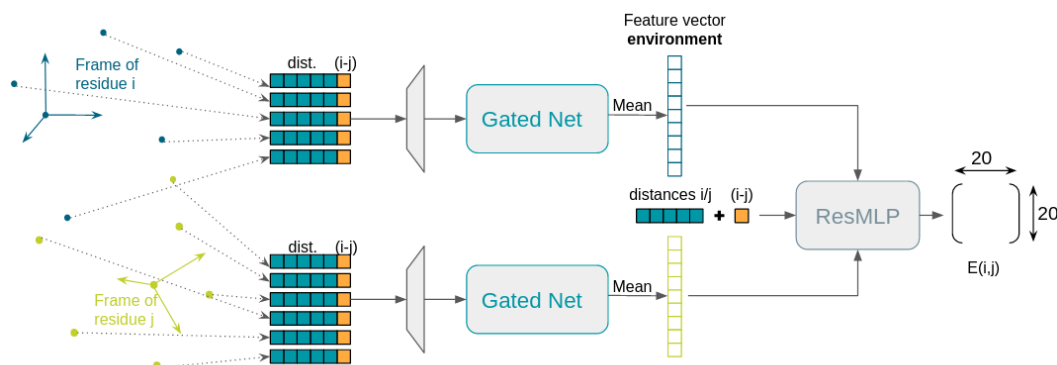 Feature vector
environment
Frame of
residue i
dist. (i-j)
Gated Net
Mean
distances i/j (i-j)
+
ResMLP
20
20
E(i,j)
dist. (i-j)
Gated Net
Mean
Frame of
residue j